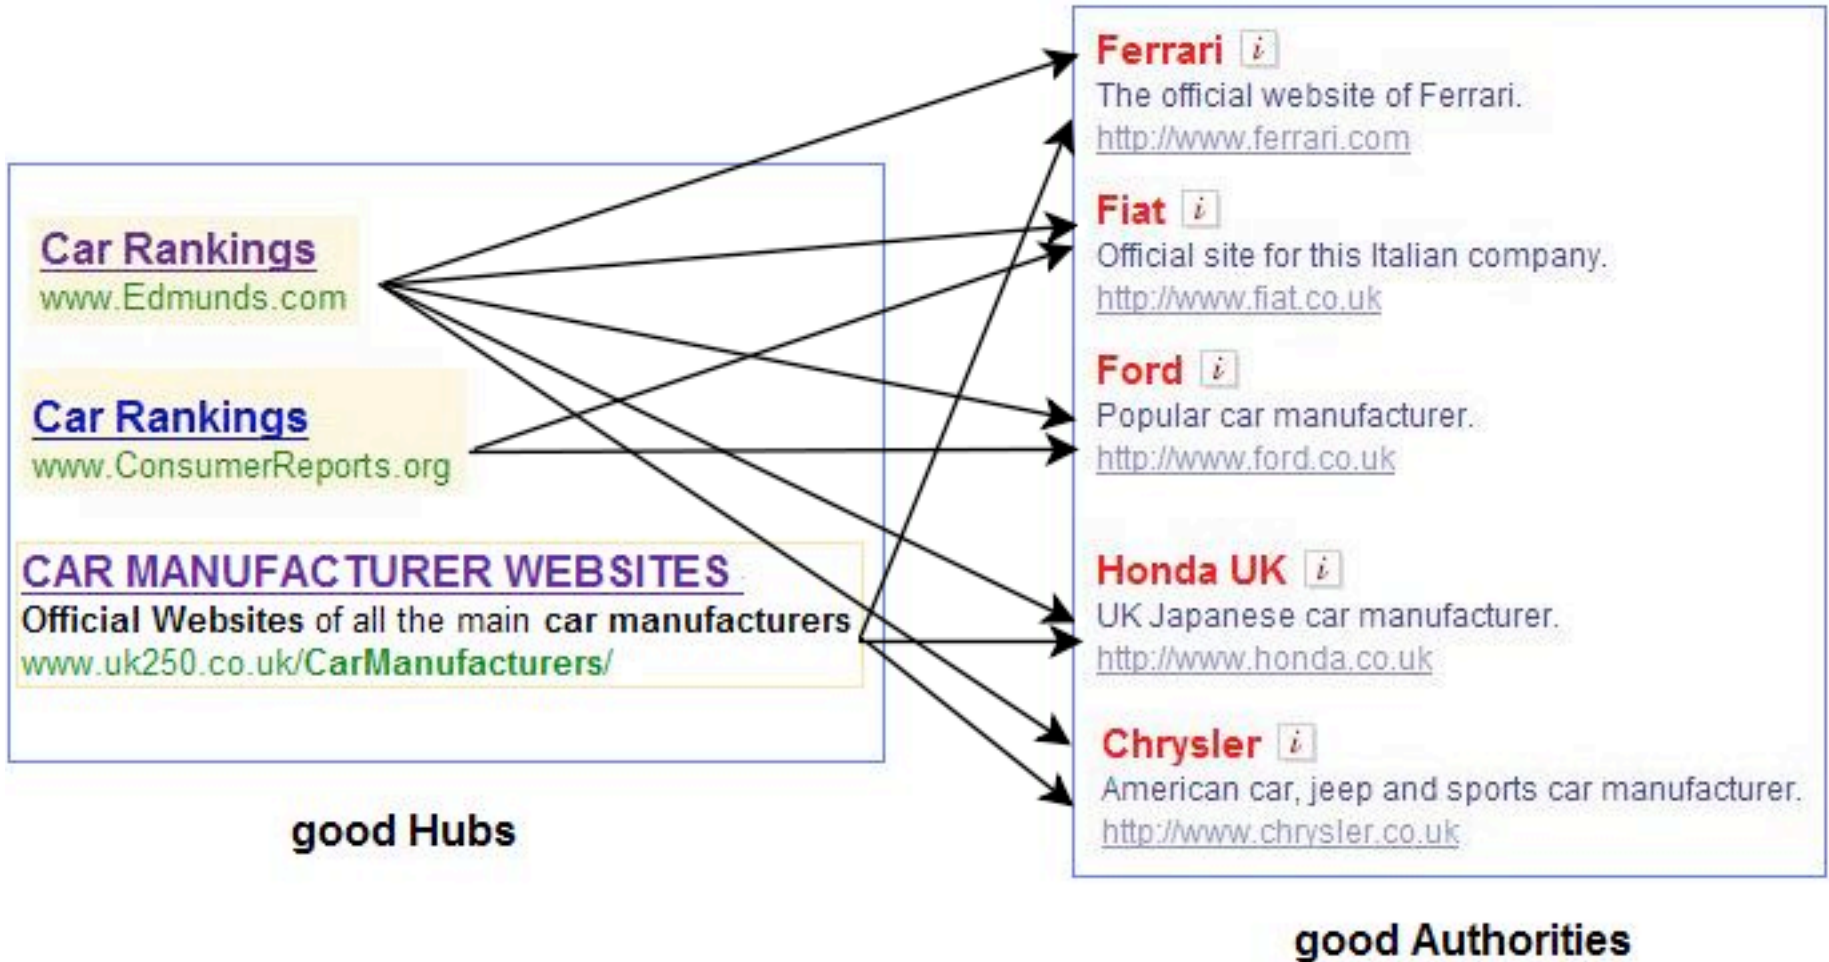 Car Rankings
www.Edmunds.com
Car Rankings
www.ConsumerReports.org
CAR MANUFACTURER WEBSITES
Official Websites of all the main car manufacturers
www.uk250.co.uk/CarManufacturers/
good Hubs
Ferrari i
The official website of Ferrari.
http://www.ferrari.com
Fiat i
Official site for this Italian company.
http://www.fiat.co.uk
Ford i
Popular car manufacturer.
http://www.ford.co.uk
Honda UK i
UK Japanese car manufacturer.
http://www.honda.co.uk
Chrysler i
American car, jeep and sports car manufacturer.
http://www.chrysler.co.uk
good Authorities